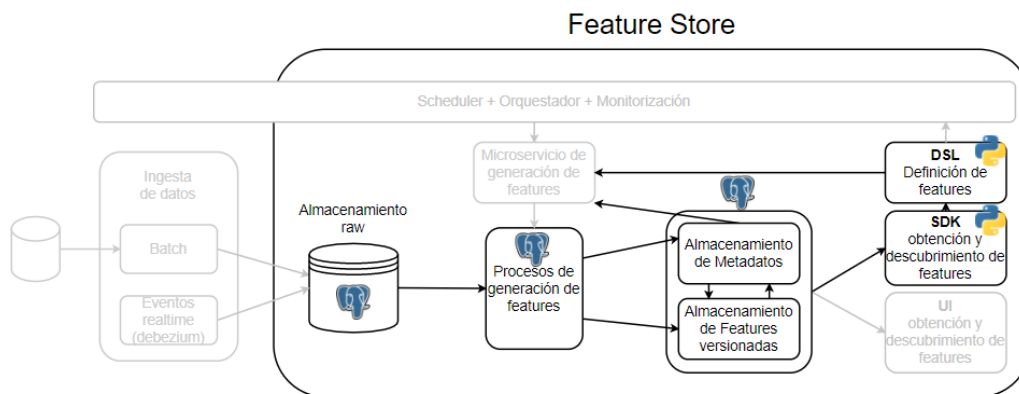 Feature Store
Scheduler + Orquestador + Monitorización
Ingesta
de datos
Batch
Eventos
realtime
(debezium)
Almacenamiento
raw
Microservicio de
generación de
features
Procesos de
generación de
features
Almacenamiento
de Metadatos
Almacenamiento
de Features
versionadas
DSL
Definición de
features
SDK
obtención y
descubrimiento de
features
UI
obtención y
descubrimiento de
features